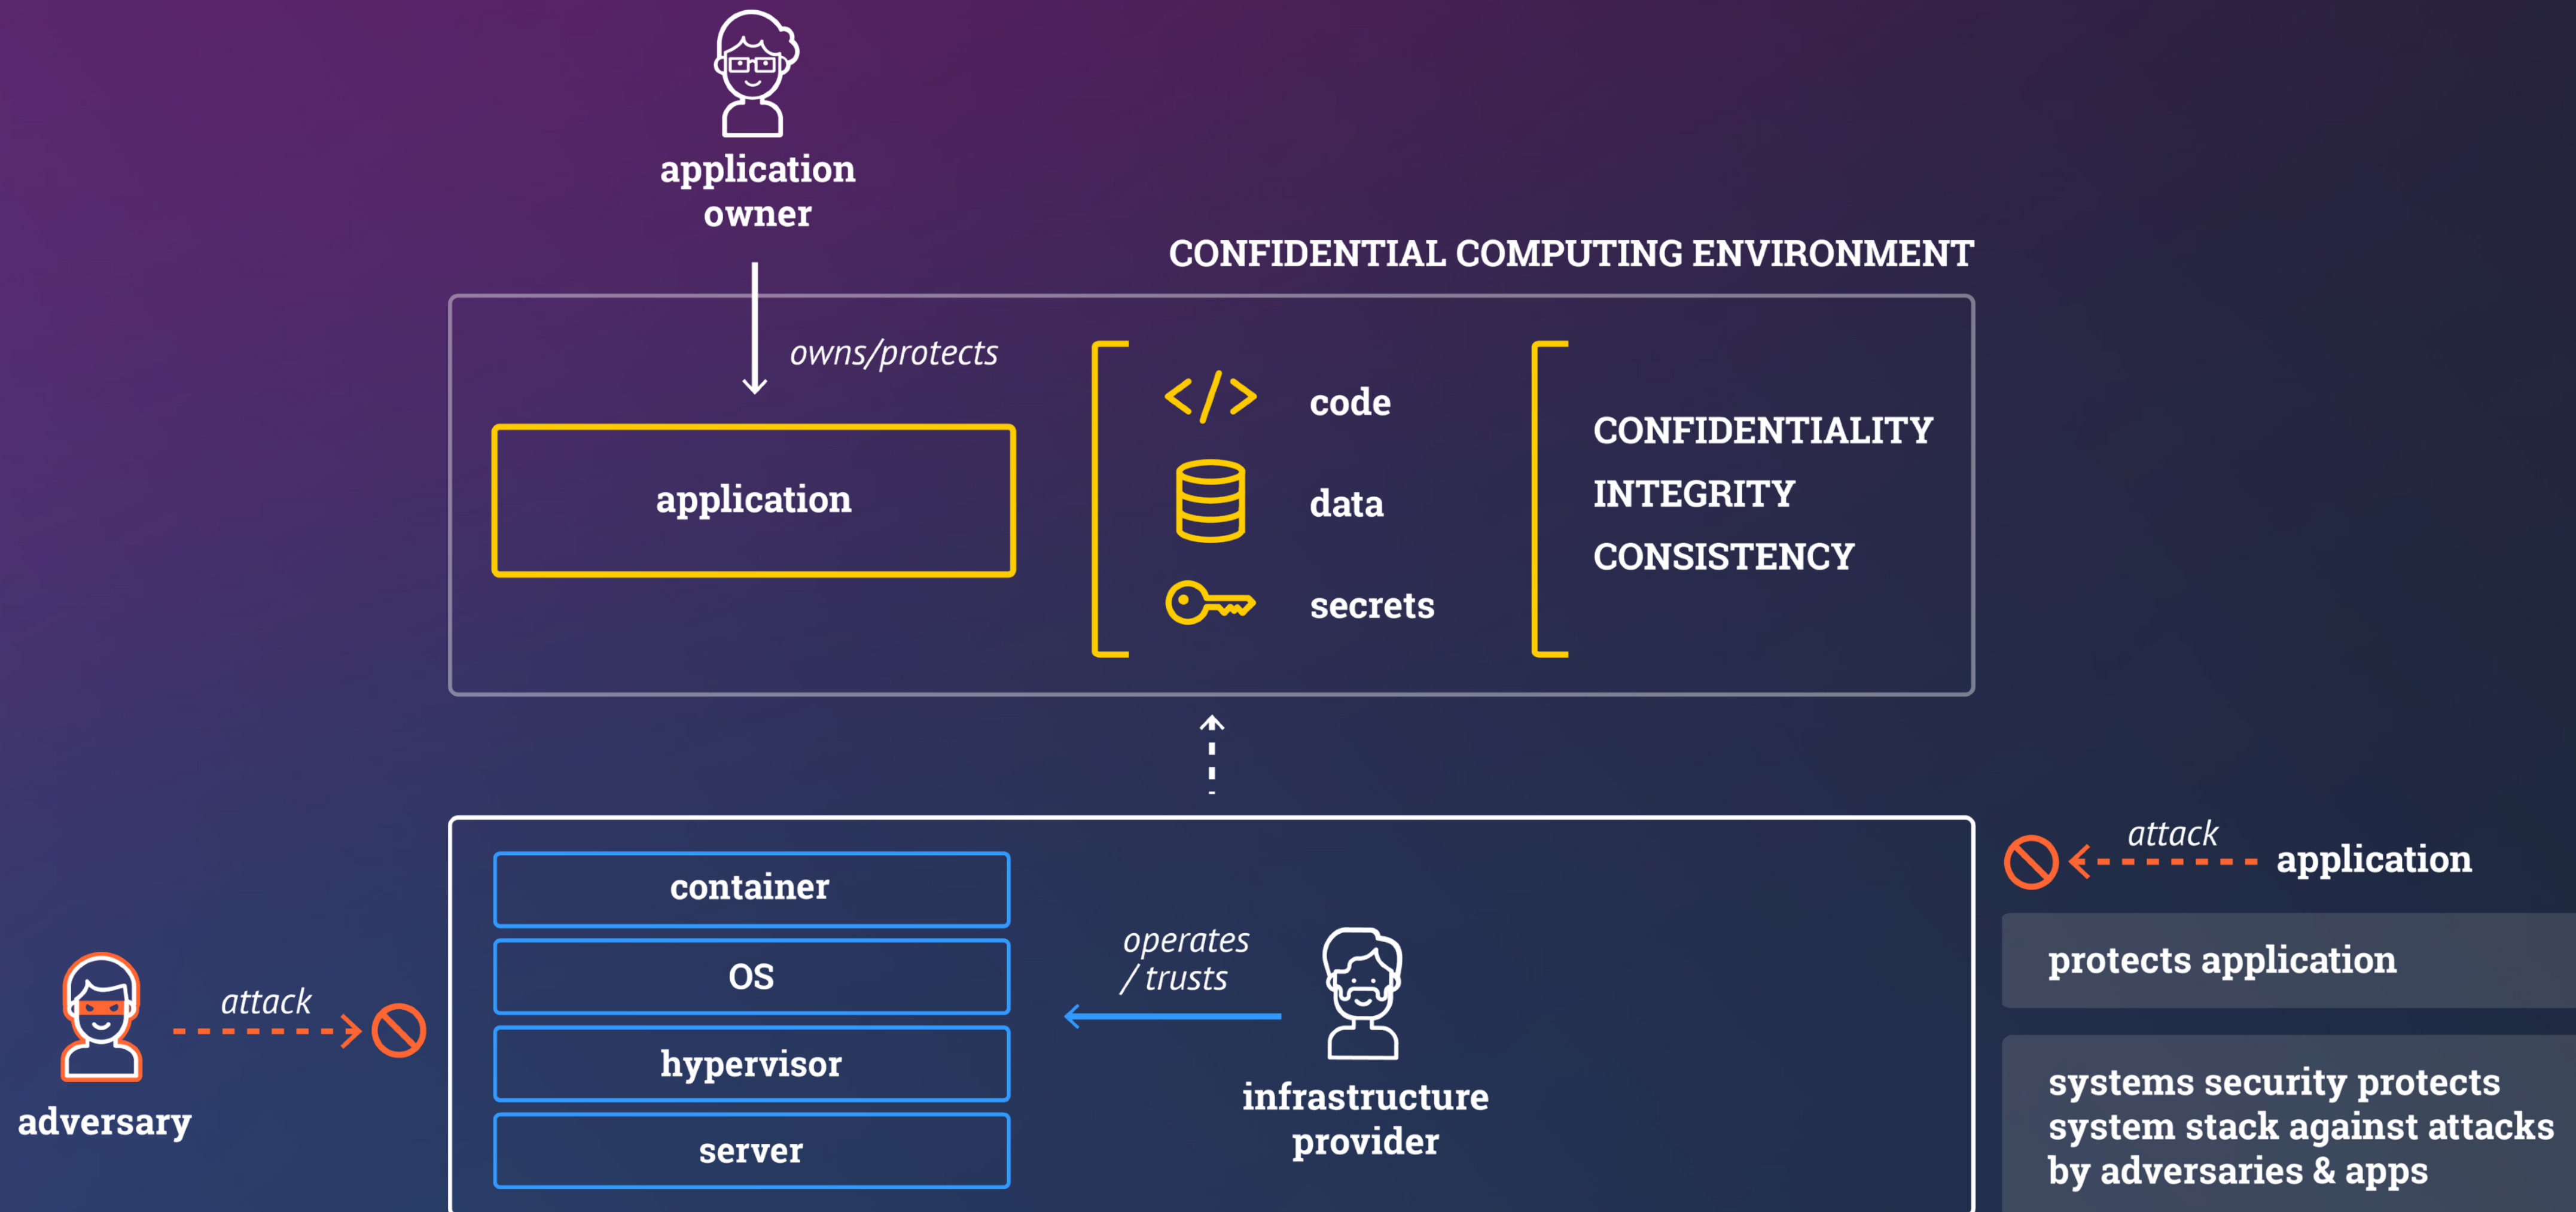 application
owner
CONFIDENTIAL COMPUTING ENVIRONMENT
owns/protects
application
code
data
secrets
CONFIDENTIALITY
INTEGRITY
CONSISTENCY
container
OS
hypervisor
server
operates
/ trusts
infrastructure
provider
attack
adversary
attack
application
protects application
systems security protects
system stack against attacks
by adversaries & apps